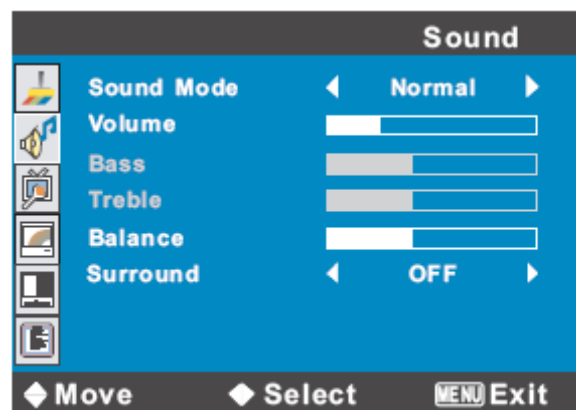 Sound
Sound Mode Normal
Volume
Bass
Treble
Balance
Surround OFF
Move Select MENU Exit